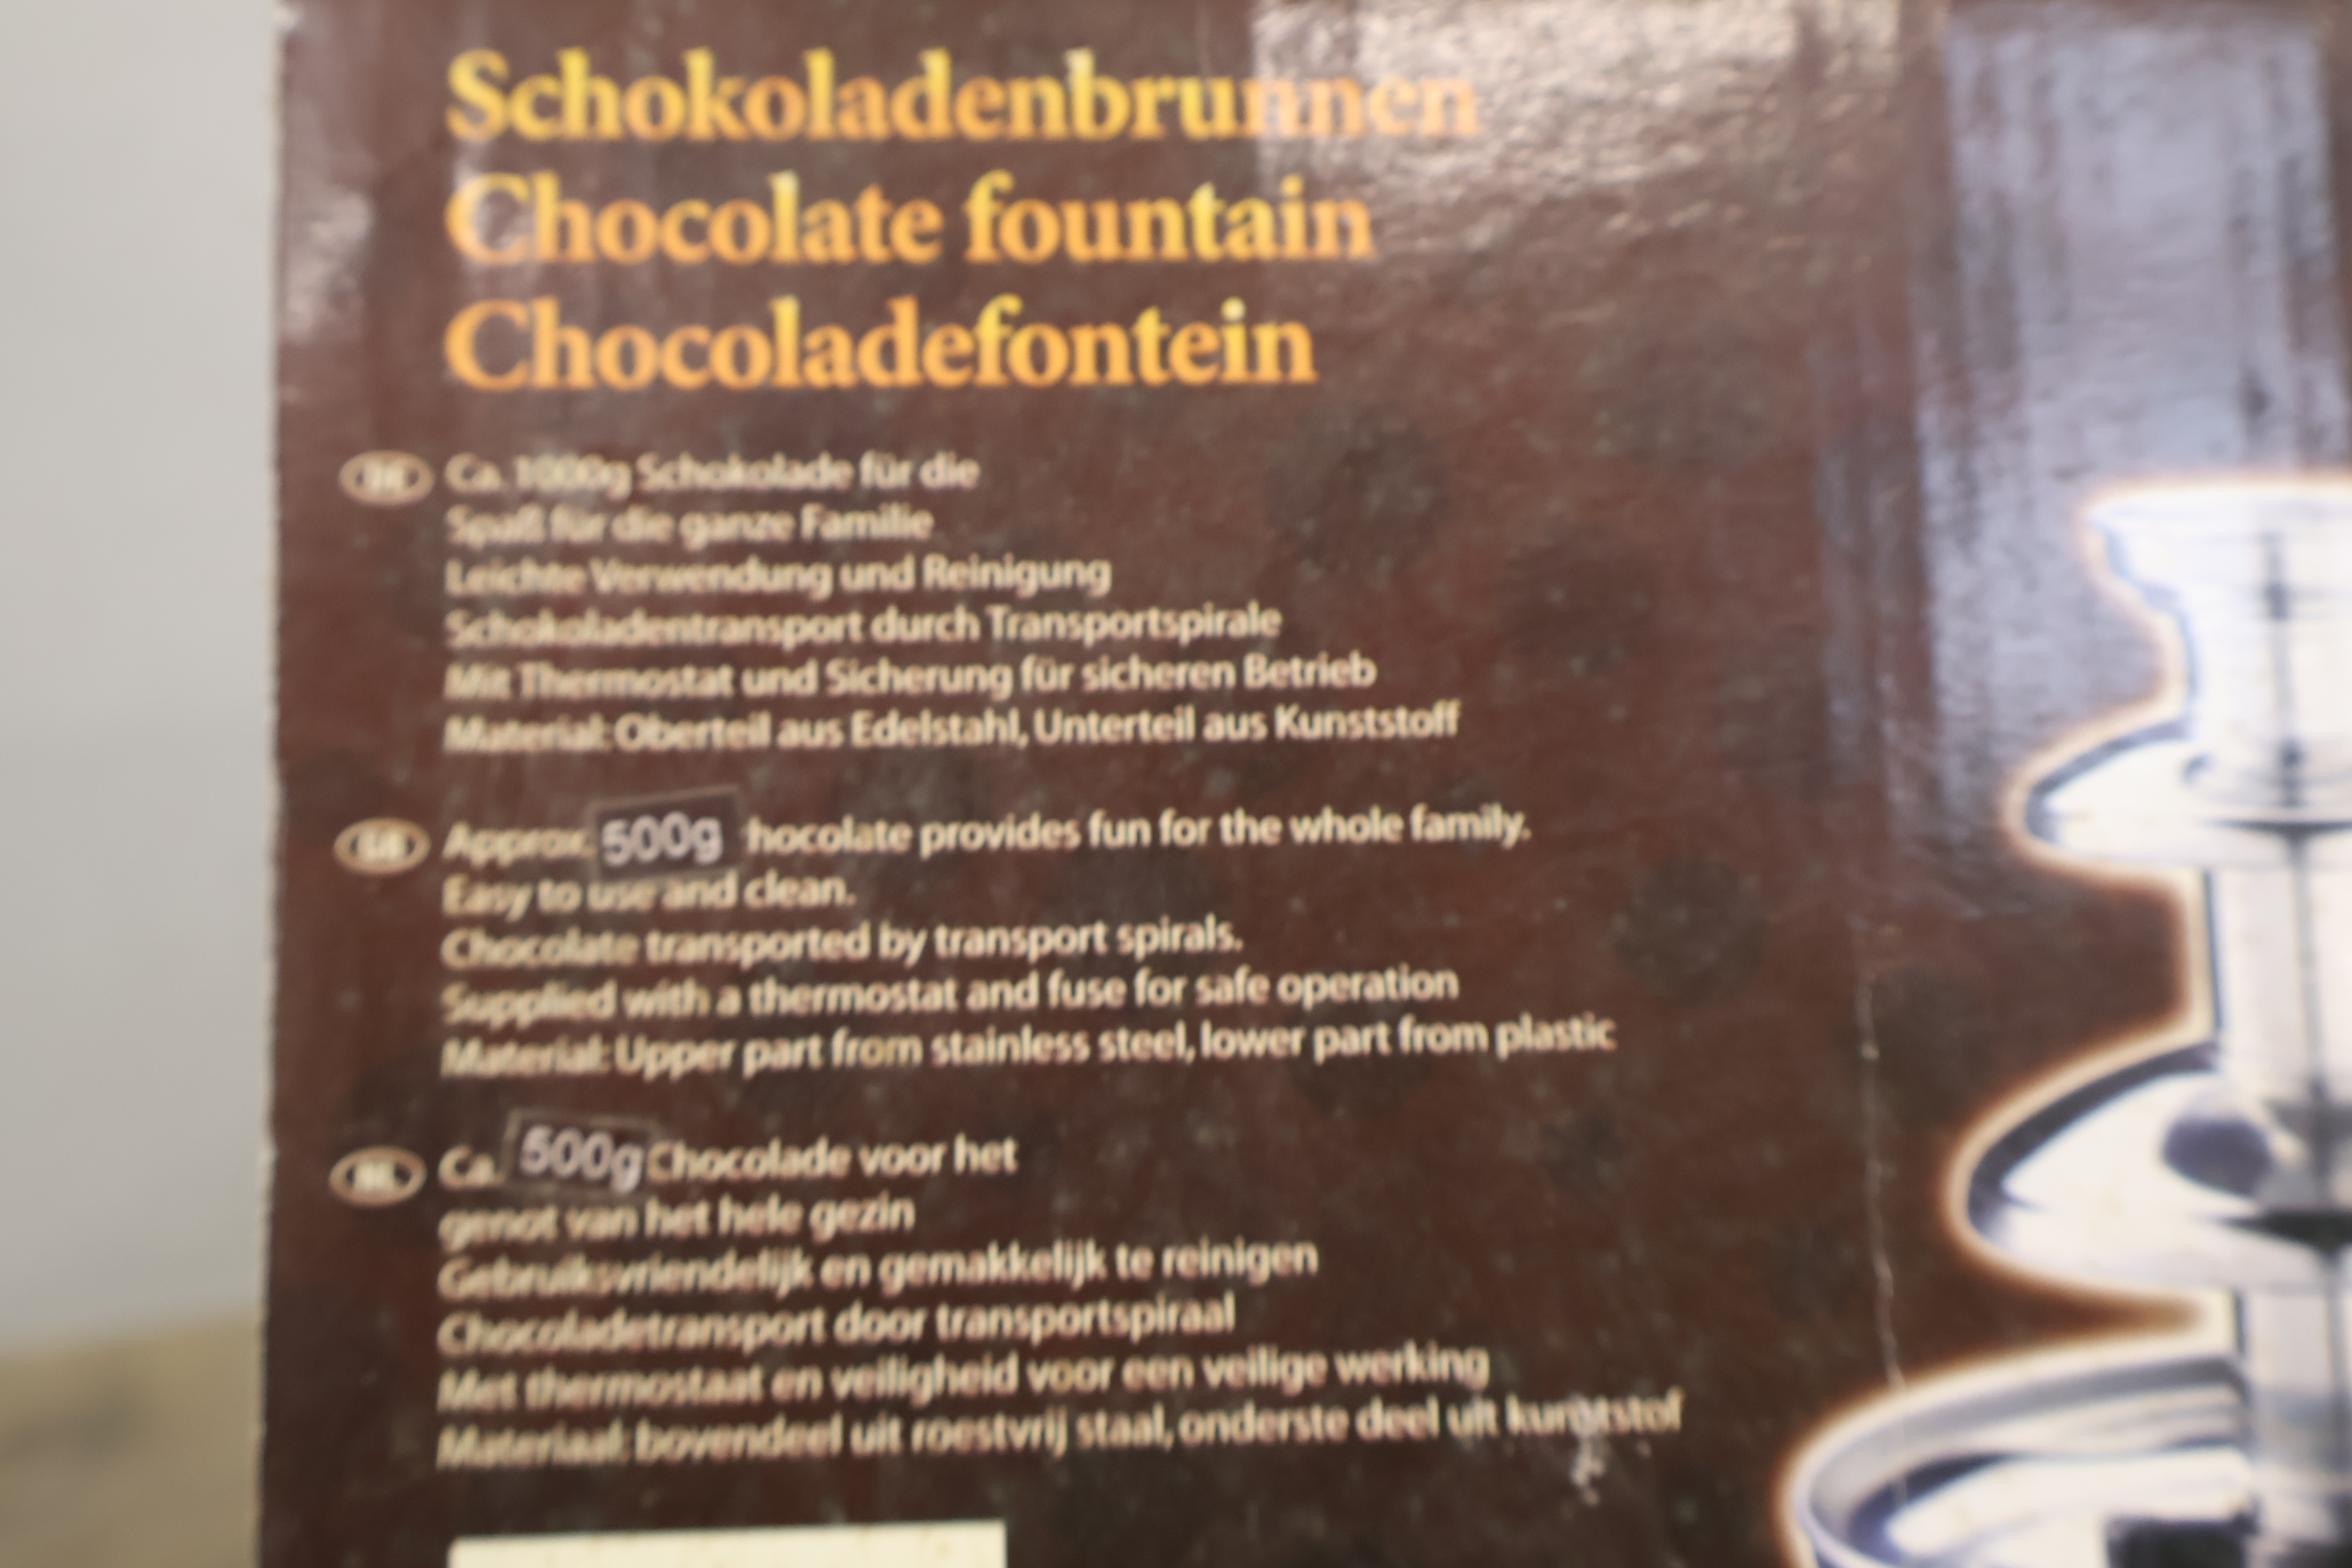 Schokoladenbrunnen
Chocolate fountain
Chocoladefontein
DE Ca. 1000g Schokolade für die
Spaß für die ganze Familie
Leichte Verwendung und Reinigung
Schokoladentransport durch Transportspirale
Mit Thermostat und Sicherung für sicheren Betrieb
Material: Oberteil aus Edelstahl, Unterteil aus Kunststoff
GB Approx. 500g hocolate provides fun for the whole family.
Easy to use and clean.
Chocolate transported by transport spirals.
Supplied with a thermostat and fuse for safe operation
Material: Upper part from stainless steel, lower part from plastic
NL Ca. 500g Chocolade voor het
genot van het hele gezin
Gebruiksvriendelijk en gemakkelijk te reinigen
Chocoladetransport door transportspiraal
Met thermostaat en veiligheid voor een veilige werking
Materiaal: bovendeel uit roestvrij staal, onderste deel uit kunststof